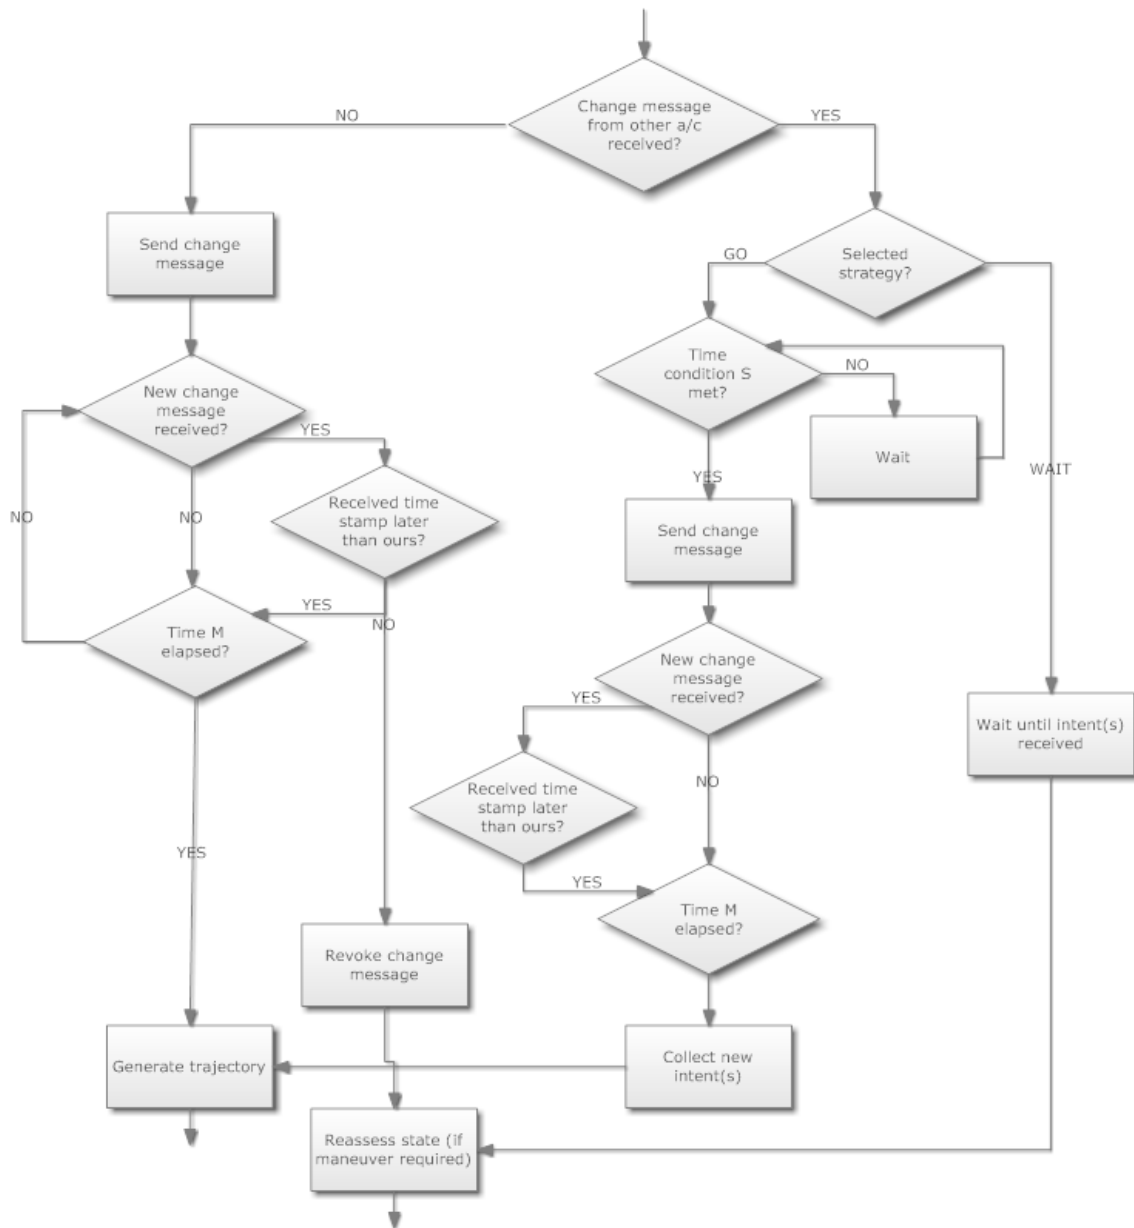 Change message
from other a/c
received?
NO
YES
Send change
message
Selected
strategy?
GO
Time
condition S
met?
NO
New change
message
received?
YES
Wait
WAIT
YES
Received time
stamp later
than ours?
NO
NO
Send change
message
YES
NO
Time M
elapsed?
New change
message
received?
YES
Wait until intent(s)
received
Received time
stamp later
than ours?
NO
YES
YES
Time M
elapsed?
Revoke change
message
Generate trajectory
Collect new
intent(s)
Reassess state (if
maneuver required)